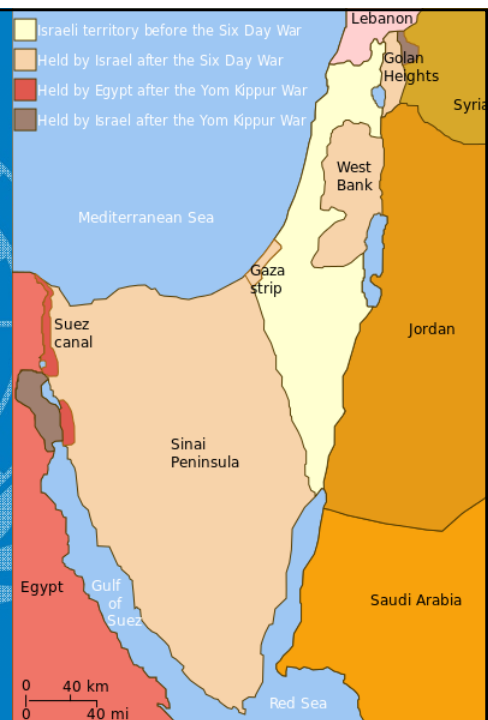 Lebanon
Israeli territory before the Six Day War
Held by Israel after the Six Day War
Held by Egypt after the Yom Kippur War
Held by Israel after the Yom Kippur War
Golan
Heights
Syria
West
Bank
Mediterranean Sea
Gaza
strip
Suez
canal
Jordan
Sinai
Peninsula
Egypt
Gulf
of
Suez
Saudi Arabia
0 40 km
0 40 mi
Red Sea